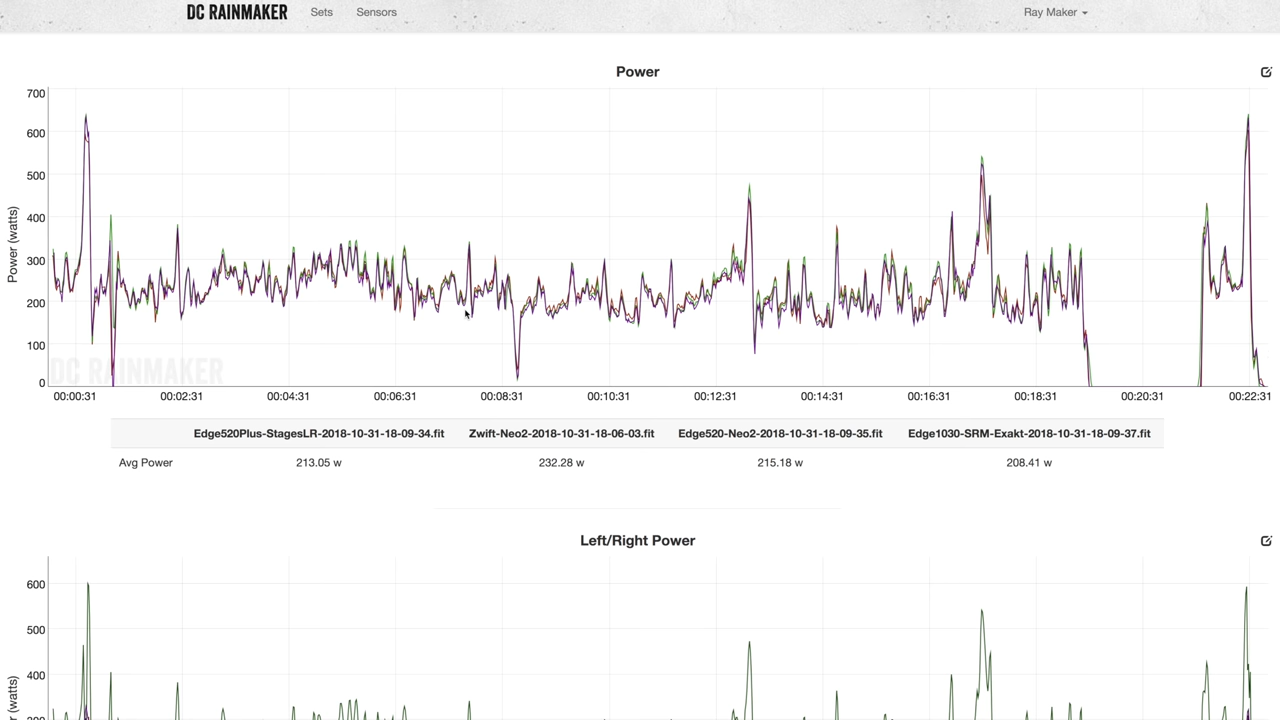 DC RAINMAKER Sets Sensors Ray Maker
Power
700
600
500
400
300
200
100
0
Power (watts)
DC RAINMAKER
00:00:31 00:02:31 00:04:31 00:06:31 00:08:31 00:10:31 00:12:31 00:14:31 00:16:31 00:18:31 00:20:31 00:22:31
Edge520Plus-StagesLR-2018-10-31-18-09-34.fit Zwift-Neo2-2018-10-31-18-06-03.fit Edge520-Neo2-2018-10-31-18-09-35.fit Edge1030-SRM-Exakt-2018-10-31-18-09-37.fit
Avg Power 213.05 w 232.28 w 215.18 w 208.41 w
Left/Right Power
600
500
400
(watts)